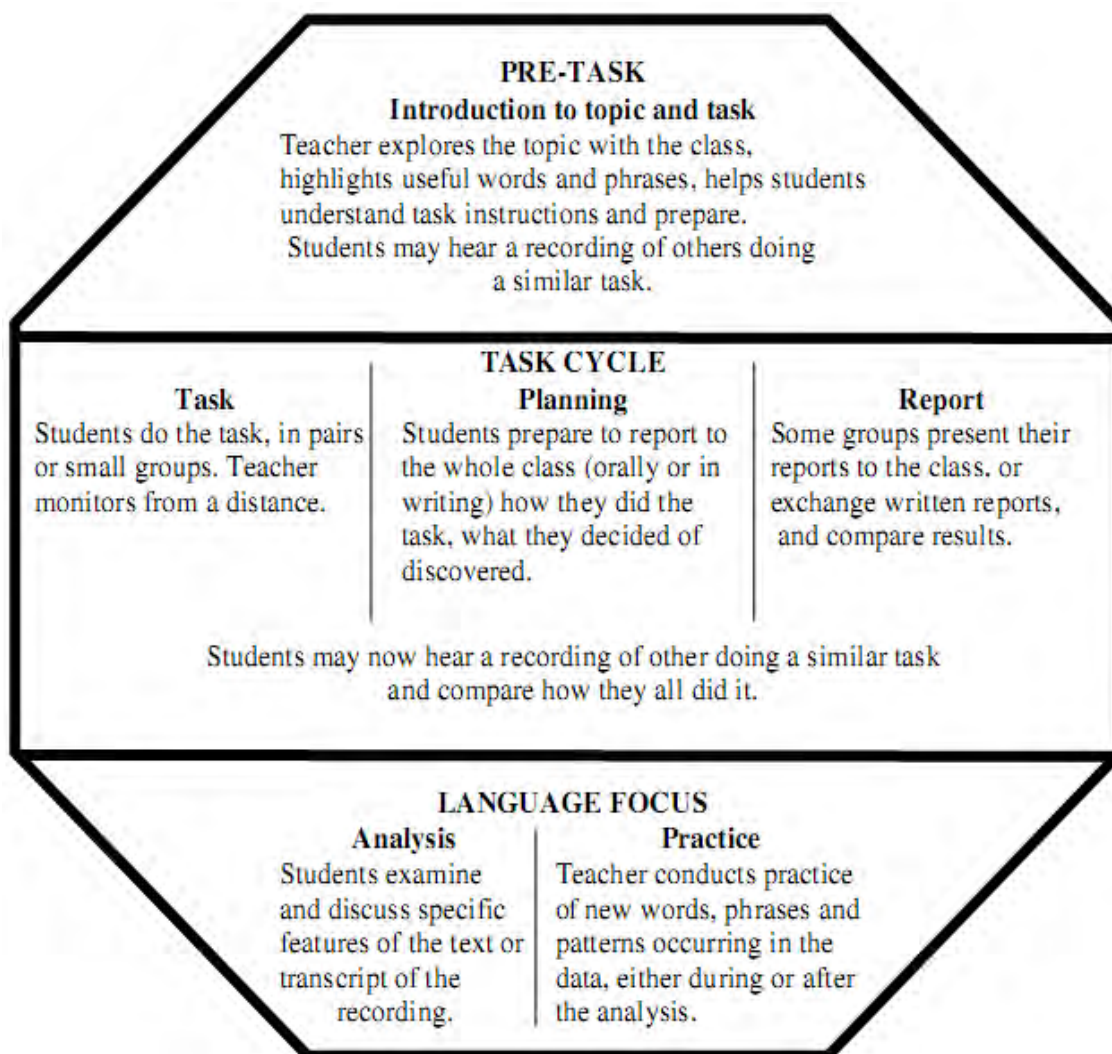 PRE-TASK
Introduction to topic and task
Teacher explores the topic with the class,
highlights useful words and phrases, helps students
understand task instructions and prepare.
Students may hear a recording of others doing
a similar task.
TASK CYCLE
Task
Students do the task, in pairs
or small groups. Teacher
monitors from a distance.
Planning
Students prepare to report to
the whole class (orally or in
writing) how they did the
task, what they decided of
discovered.
Report
Some groups present their
reports to the class, or
exchange written reports,
and compare results.
Students may now hear a recording of other doing a similar task
and compare how they all did it.
LANGUAGE FOCUS
Analysis
Students examine
and discuss specific
features of the text or
transcript of the
recording.
Practice
Teacher conducts practice
of new words, phrases and
patterns occurring in the
data, either during or after
the analysis.